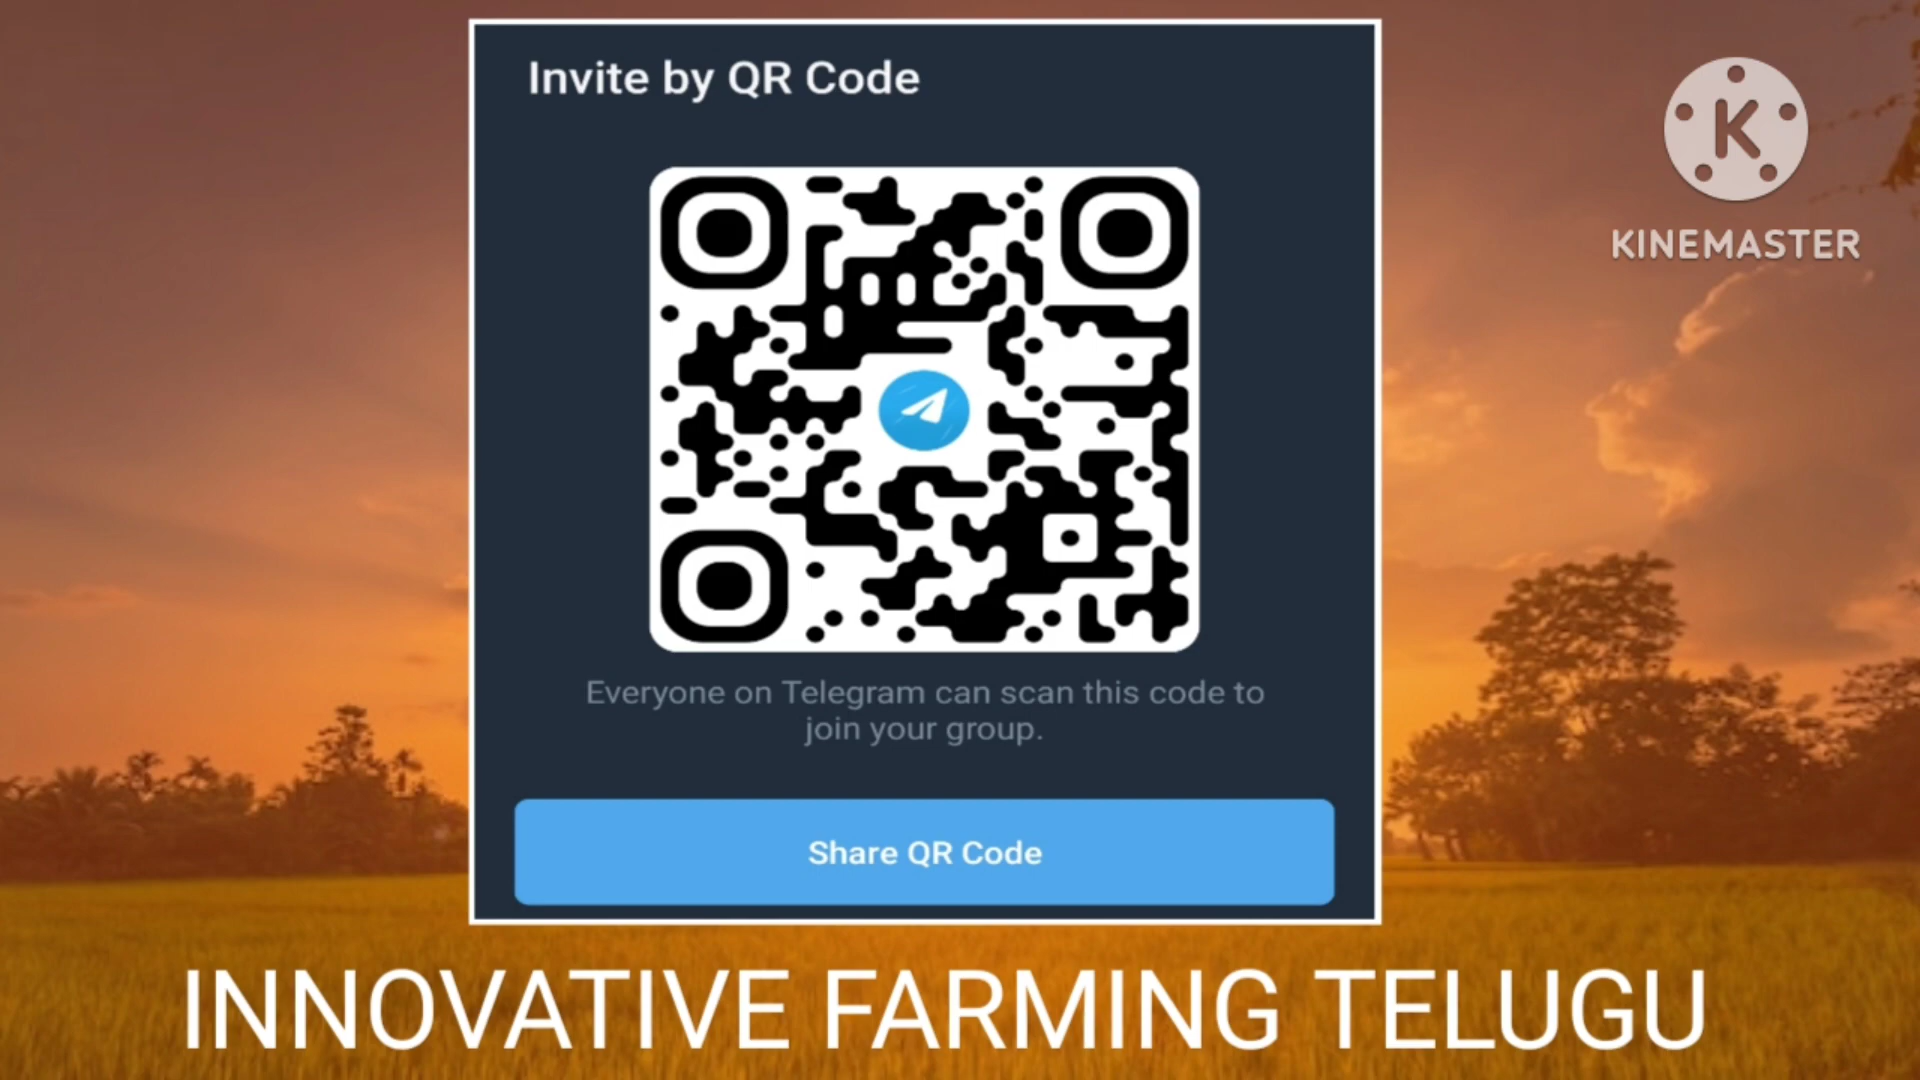 Invite by QR Code
K
KINEMASTER
Everyone on Telegram can scan this code to
join your group.
Share QR Code
INNOVATIVE FARMING TELUGU